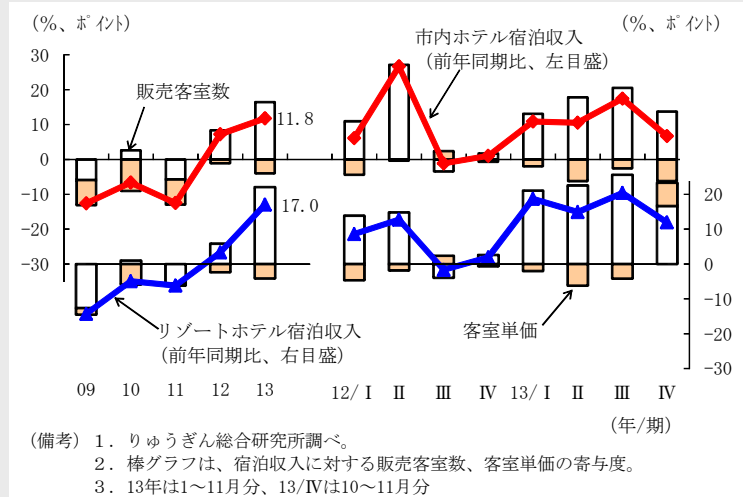 (%、ポイント)
(%、ポイント)
市内ホテル宿泊収入
(前年同期比、左目盛)
販売客室数
30
20
10
0
-10
-20
-30
11.8
17.0
20
10
0
-10
-20
-30
リゾートホテル宿泊収入
(前年同期比、右目盛)
客室単価
09 10 11 12 13 12/Ⅰ Ⅱ Ⅲ Ⅳ 13/Ⅰ Ⅱ Ⅲ Ⅳ
(年/期)
(備考) 1. りゅうぎん総合研究所調べ。
2. 棒グラフは、宿泊収入に対する販売客室数、客室単価の寄与度。
3. 13年は1~11月分、13/Ⅳは10~11月分